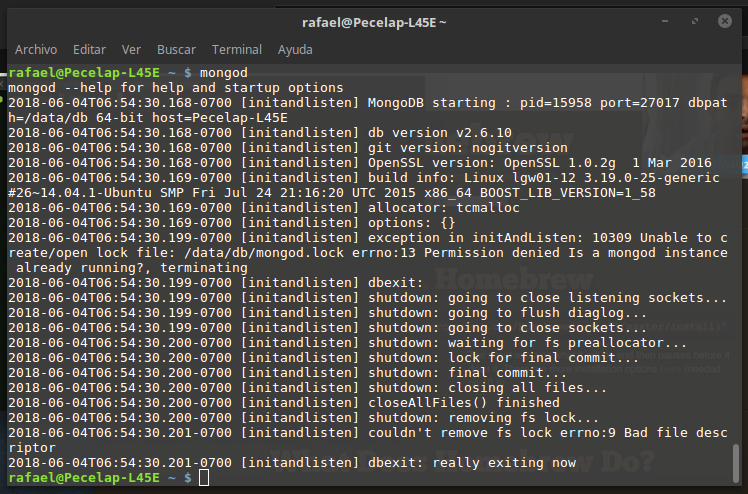 rafael@Pecelap-L45E ~
Archivo Editar Ver Buscar Terminal Ayuda
rafael@Pecelap-L45E ~ $ mongod
mongod --help for help and startup options
2018-06-04T06:54:30.168-0700 [initandlisten] MongoDB starting : pid=15958 port=27017 dbpat
h=/data/db 64-bit host=Pecelap-L45E
2018-06-04T06:54:30.168-0700 [initandlisten] db version v2.6.10
2018-06-04T06:54:30.168-0700 [initandlisten] git version: nogitversion
2018-06-04T06:54:30.168-0700 [initandlisten] OpenSSL version: OpenSSL 1.0.2g  1 Mar 2016
2018-06-04T06:54:30.169-0700 [initandlisten] build info: Linux lgw01-12 3.19.0-25-generic
#26~14.04.1-Ubuntu SMP Fri Jul 24 21:16:20 UTC 2015 x86_64 BOOST_LIB_VERSION=1_58
2018-06-04T06:54:30.169-0700 [initandlisten] allocator: tcmalloc
2018-06-04T06:54:30.169-0700 [initandlisten] options: {}
2018-06-04T06:54:30.199-0700 [initandlisten] exception in initAndListen: 10309 Unable to c
reate/open lock file: /data/db/mongod.lock errno:13 Permission denied Is a mongod instance
 already running?, terminating
2018-06-04T06:54:30.199-0700 [initandlisten] dbexit:
2018-06-04T06:54:30.199-0700 [initandlisten] shutdown: going to close listening sockets...
2018-06-04T06:54:30.199-0700 [initandlisten] shutdown: going to flush diaglog...
2018-06-04T06:54:30.199-0700 [initandlisten] shutdown: going to close sockets...
2018-06-04T06:54:30.200-0700 [initandlisten] shutdown: waiting for fs preallocator...
2018-06-04T06:54:30.200-0700 [initandlisten] shutdown: lock for final commit...
2018-06-04T06:54:30.200-0700 [initandlisten] shutdown: final commit...
2018-06-04T06:54:30.200-0700 [initandlisten] shutdown: closing all files...
2018-06-04T06:54:30.200-0700 [initandlisten] closeAllFiles() finished
2018-06-04T06:54:30.200-0700 [initandlisten] shutdown: removing fs lock...
2018-06-04T06:54:30.201-0700 [initandlisten] couldn't remove fs lock errno:9 Bad file desc
riptor
2018-06-04T06:54:30.201-0700 [initandlisten] dbexit: really exiting now
rafael@Pecelap-L45E ~ $